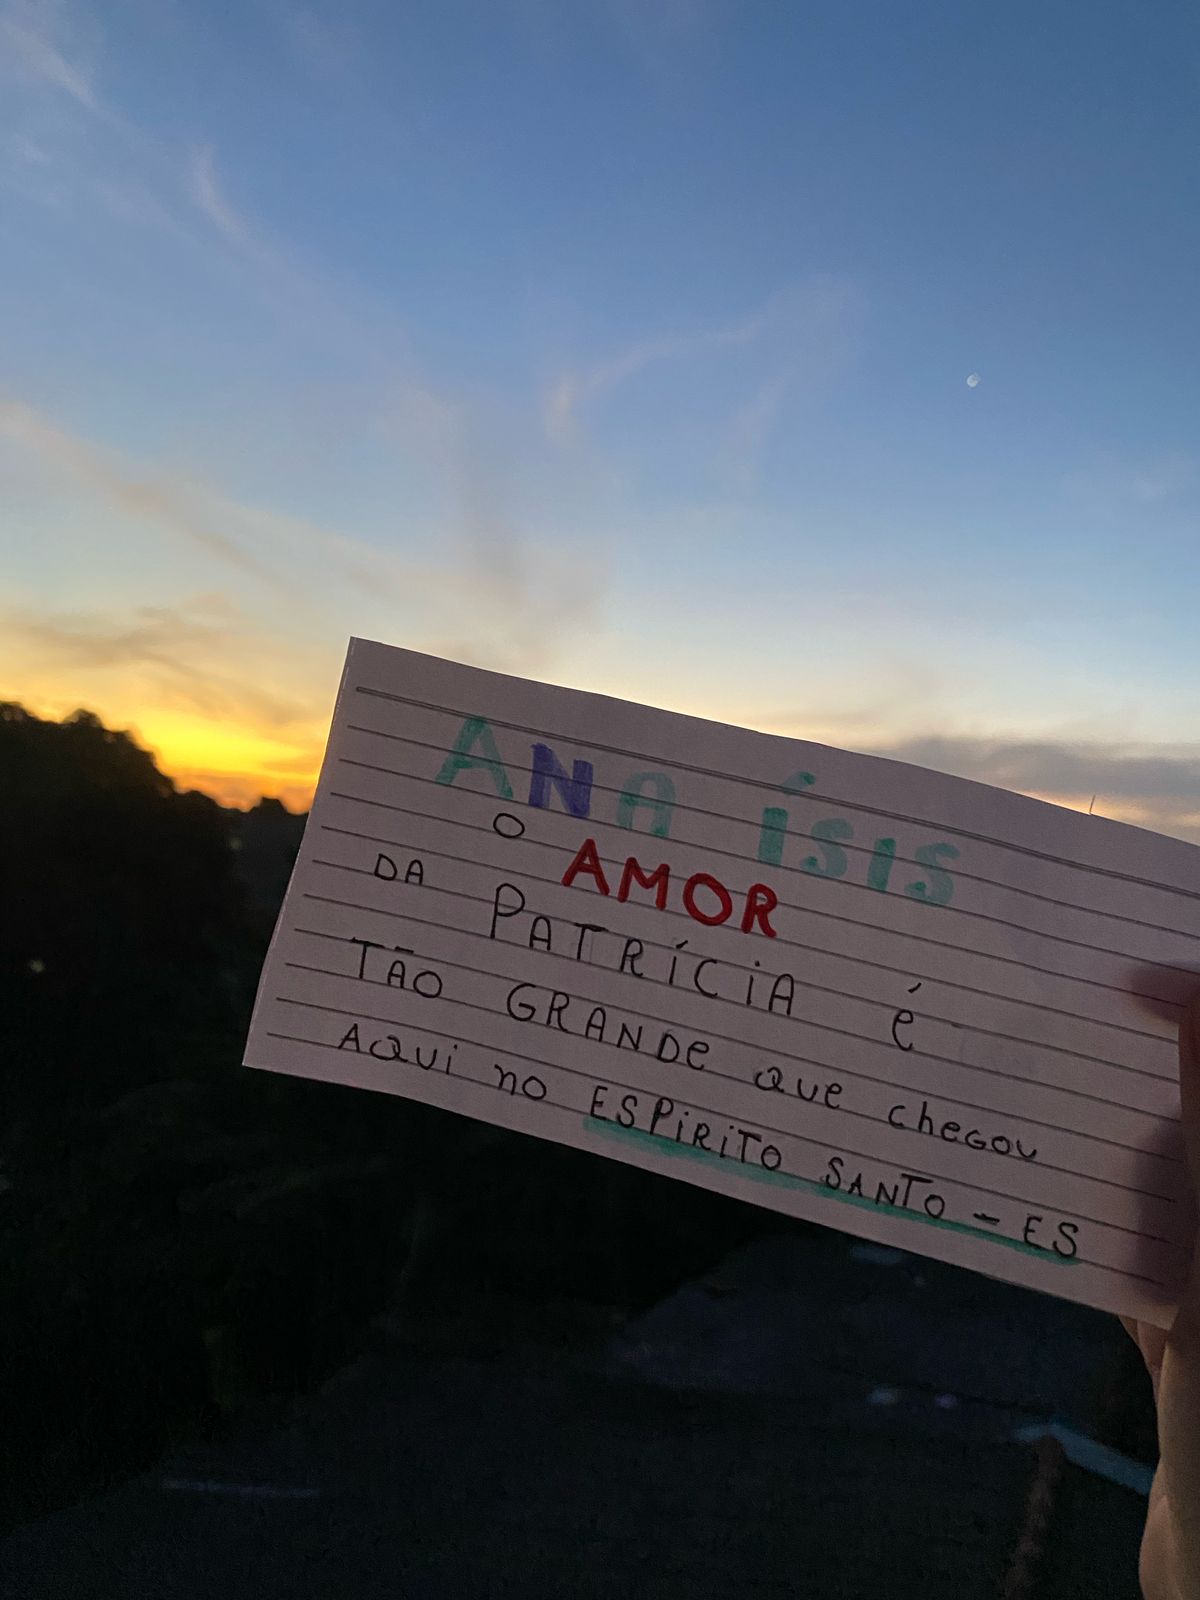 ANA ÍSIS
O AMOR
DA PATRÍCIA é
TÃO GRANDe que chegou
AQui no ESPiRiTO SANTO - ES